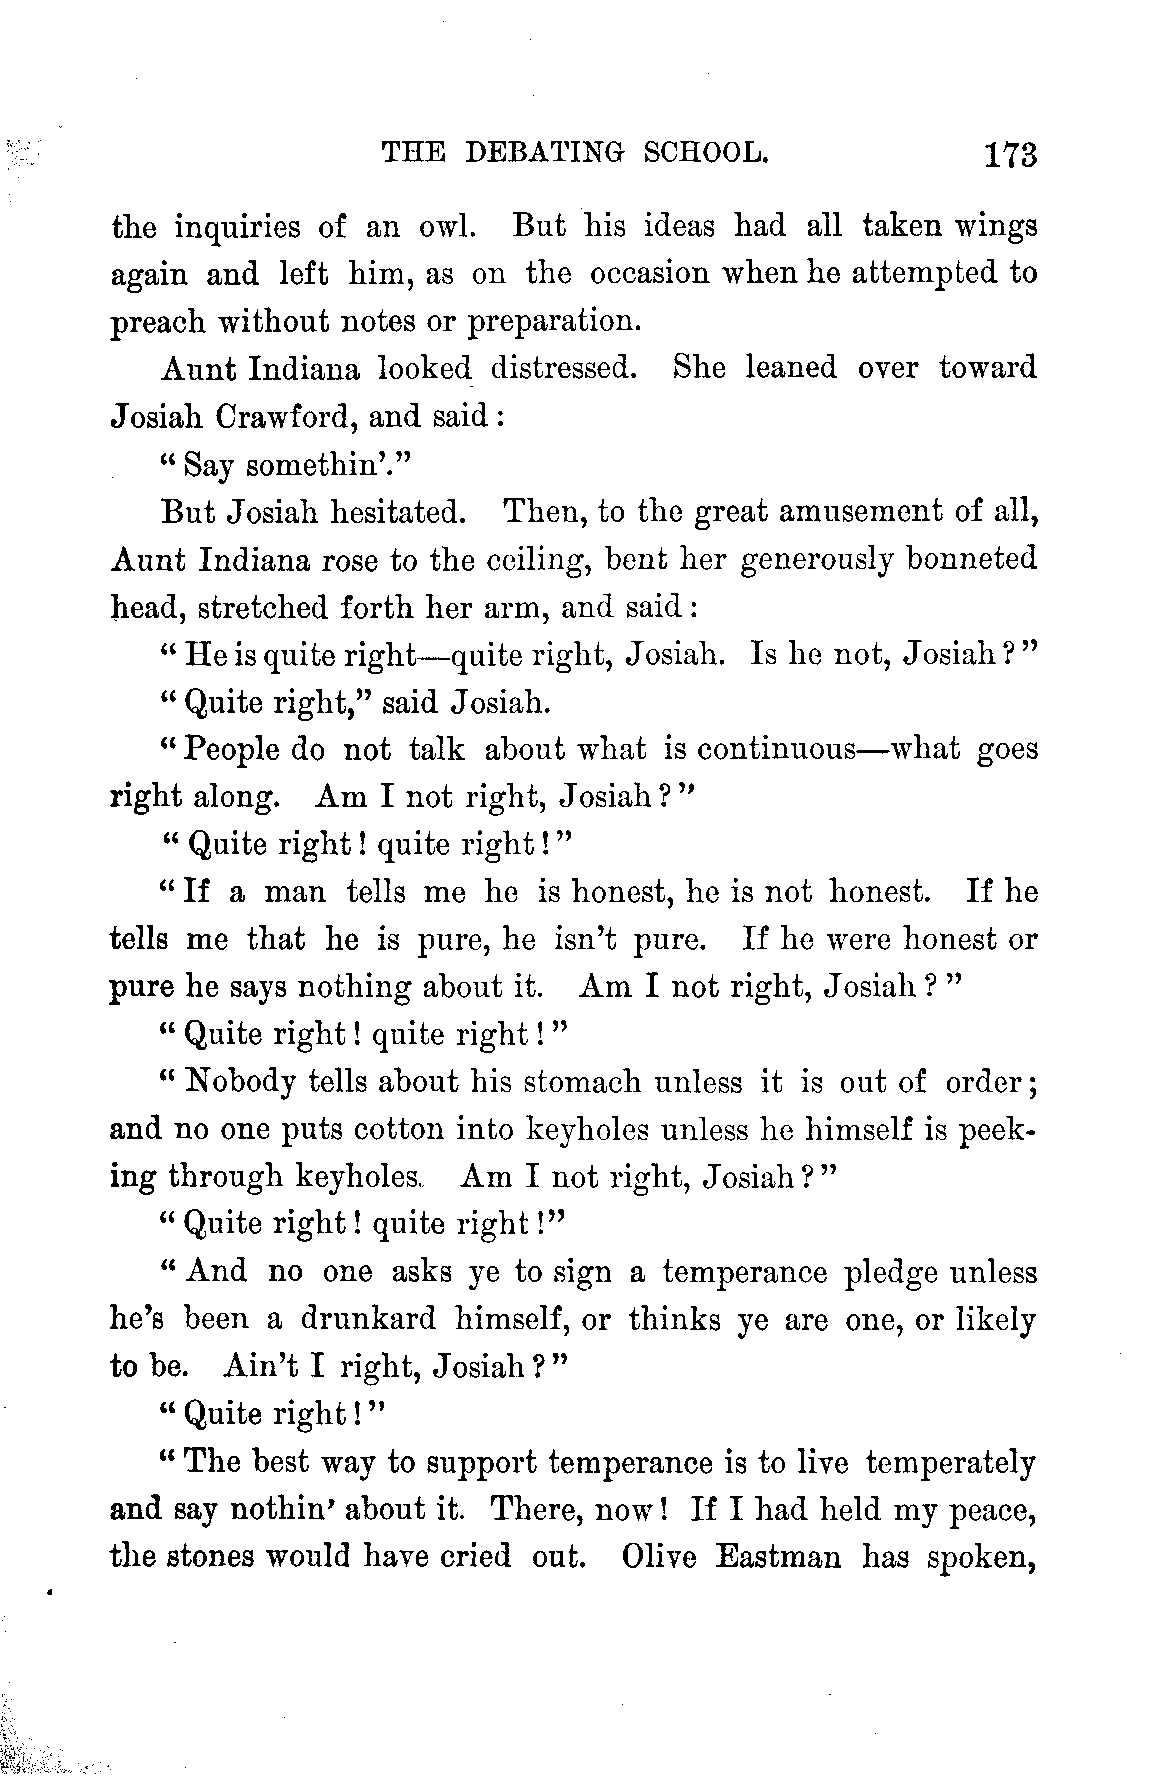 THE DEBATING SCHOOL. 173
the inquiries of an owl. But his ideas had all taken wings
again and left him, as on the occasion when he attempted to
preach without notes or preparation.
Aunt Indiana looked distressed. She leaned over toward
Josiah Crawford, and said :
“ Say somethin’.”
But Josiah hesitated. Then, to the great amusement of all,
Aunt Indiana rose to the ceiling, bent her generously bonneted
head, stretched forth her arm, and said :
“ He is quite right—quite right, Josiah. Is he not, Josiah ? ”
“ Quite right,” said Josiah.
“ People do not talk about what is continuous—what goes
right along. Am I not right, Josiah ? ”
“ Quite right ! quite right ! ”
“ If a man tells me he is honest, he is not honest. If he
tells me that he is pure, he isn’t pure. If he were honest or
pure he says nothing about it. Am I not right, Josiah ? ”
“ Quite right ! quite right ! ”
“ Nobody tells about his stomach unless it is out of order ;
and no one puts cotton into keyholes unless he himself is peek-
ing through keyholes. Am I not right, Josiah ? ”
“ Quite right ! quite right !”
“ And no one asks ye to sign a temperance pledge unless
he’s been a drunkard himself, or thinks ye are one, or likely
to be. Ain’t I right, Josiah ? ”
“ Quite right ! ”
“ The best way to support temperance is to live temperately
and say nothin’ about it. There, now ! If I had held my peace,
the stones would have cried out. Olive Eastman has spoken,